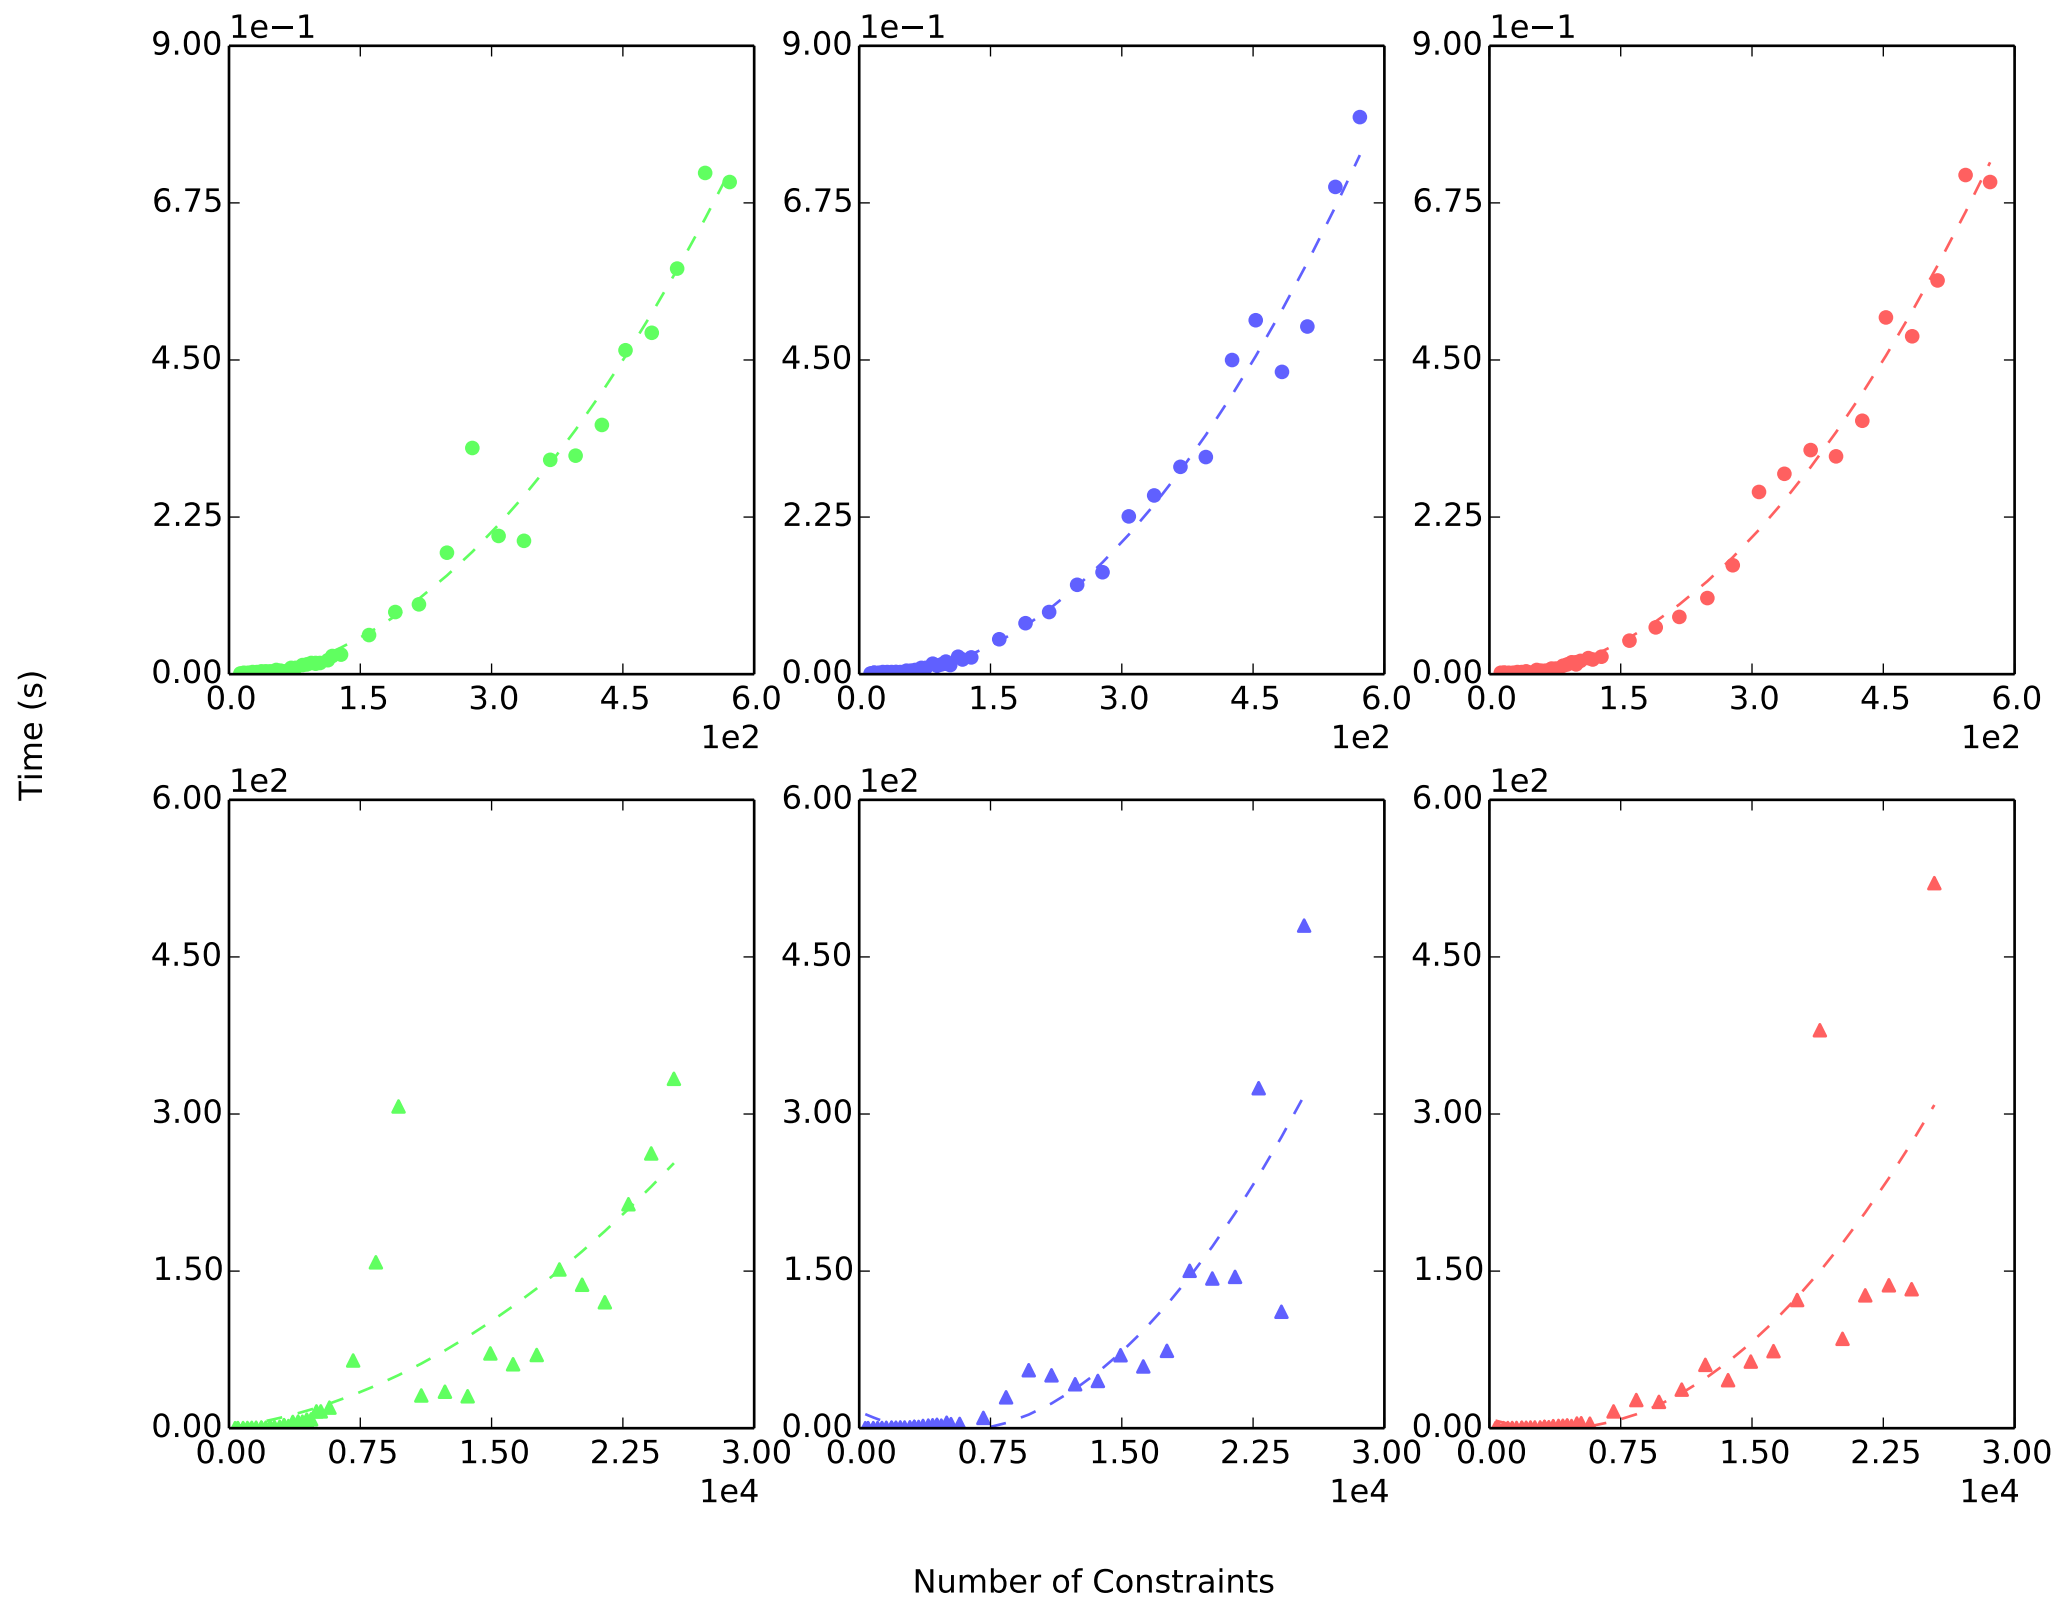 1e−1 1e−1 1e−1
9.00 9.00 9.00
6.75 6.75 6.75
4.50 4.50 4.50
2.25 2.25 2.25
0.00 0.00 0.00
0.0 1.5 3.0 4.5 6.0 0.0 1.5 3.0 4.5 6.0 0.0 1.5 3.0 4.5 6.0
1e2 1e2 1e2
Time (s)
1e2 1e2 1e2
6.00 6.00 6.00
4.50 4.50 4.50
3.00 3.00 3.00
1.50 1.50 1.50
0.00 0.00 0.00
0.00 0.75 1.50 2.25 3.00 0.00 0.75 1.50 2.25 3.00 0.00 0.75 1.50 2.25 3.00
1e4 1e4 1e4
Number of Constraints